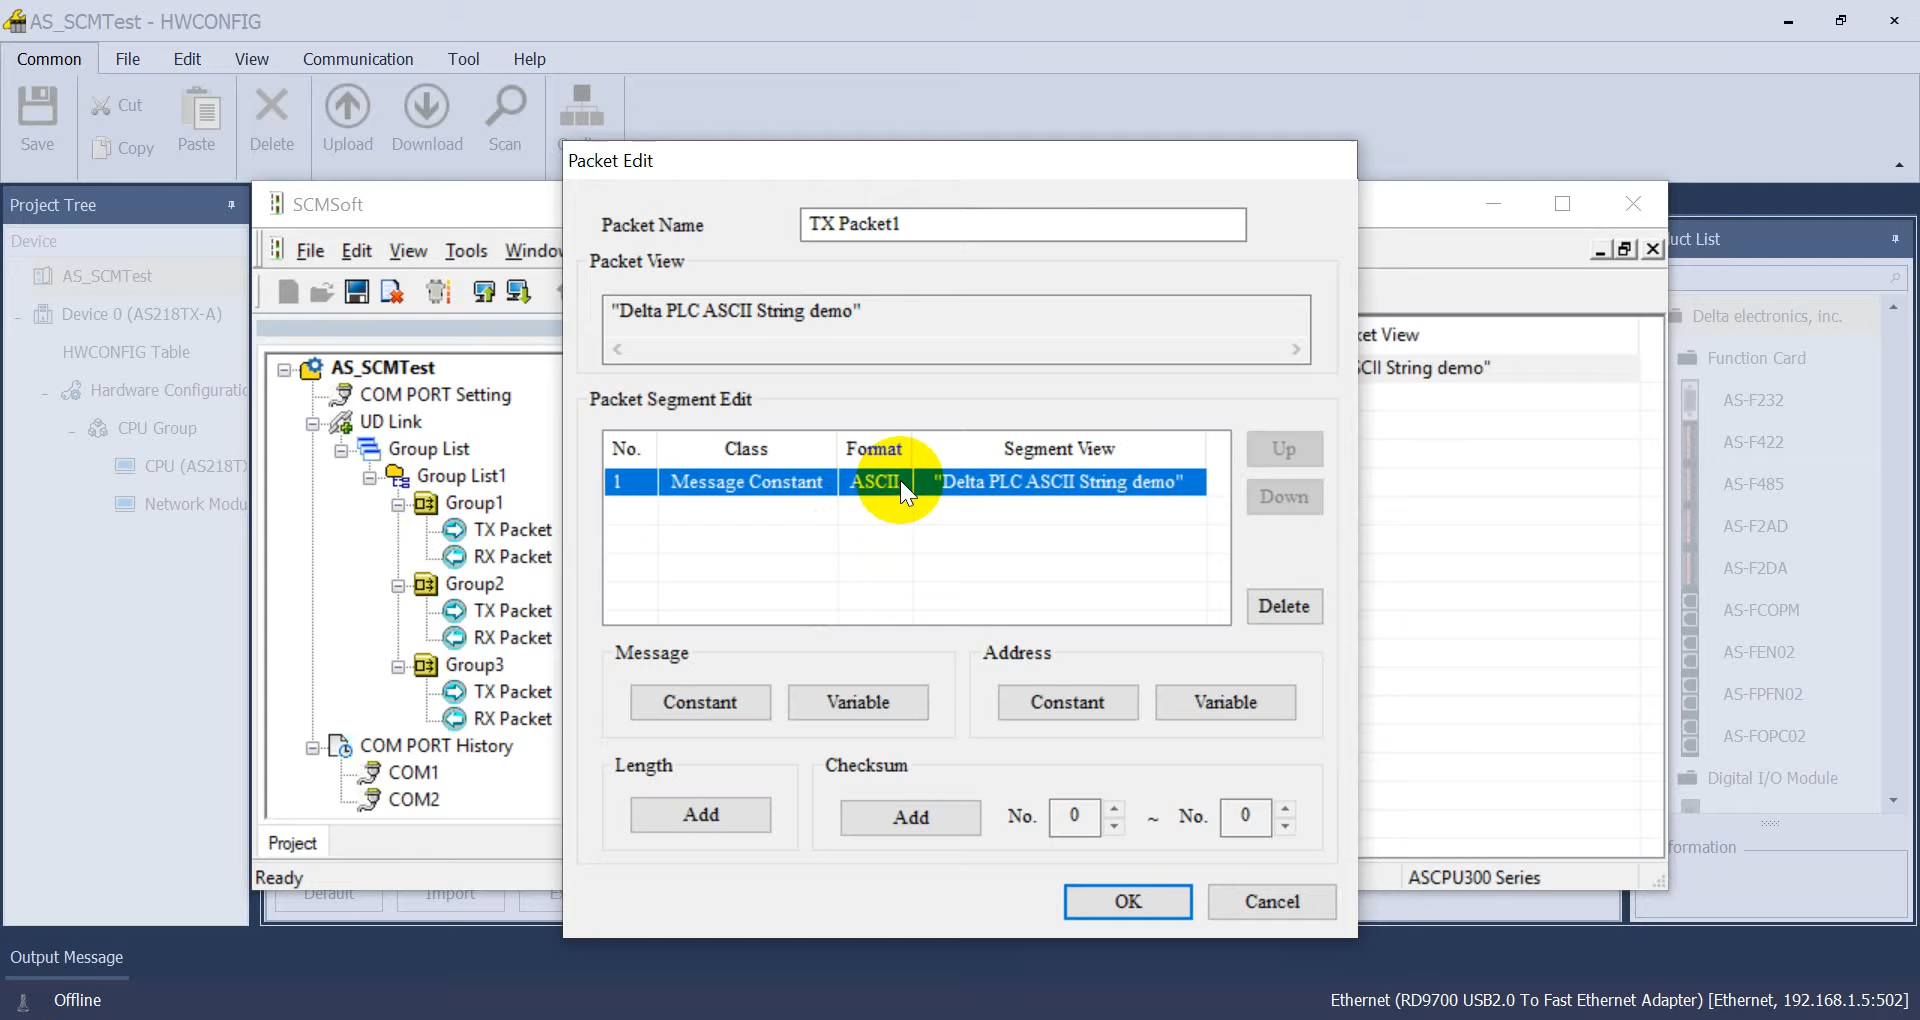 AS_SCMTest - HWCONFIG
Common File Edit View Communication Tool Help
Save
Cut
Copy
Paste
Delete
Upload
Download
Scan
Project Tree
Device
AS_SCMTest
Device 0 (AS218TX-A)
HWCONFIG Table
Hardware Configuratic
CPU Group
CPU (AS218TX
Network Modu
SCMSoft
File Edit View Tools Window
AS_SCMTest
COM PORT Setting
UD Link
Group List
Group List1
Group1
TX Packet
RX Packet
Group2
TX Packet
RX Packet
Group3
TX Packet
RX Packet
COM PORT History
COM1
COM2
Project
Ready
Default Import
Packet Edit
Packet Name TX Packet1
Packet View
"Delta PLC ASCII String demo"
Packet Segment Edit
No. Class Format Segment View
1 Message Constant ASCII "Delta PLC ASCII String demo"
Up
Down
Delete
Message
Constant Variable
Address
Constant Variable
Length
Add
Checksum
Add No. 0 ~ No. 0
OK Cancel
ket View
SCII String demo"
ASCPU300 Series
uct List
Delta electronics, inc.
Function Card
AS-F232
AS-F422
AS-F485
AS-F2AD
AS-F2DA
AS-FCOPM
AS-FEN02
AS-FPFN02
AS-FOPC02
Digital I/O Module
formation
Output Message
Offline
Ethernet (RD9700 USB2.0 To Fast Ethernet Adapter) [Ethernet, 192.168.1.5:502]